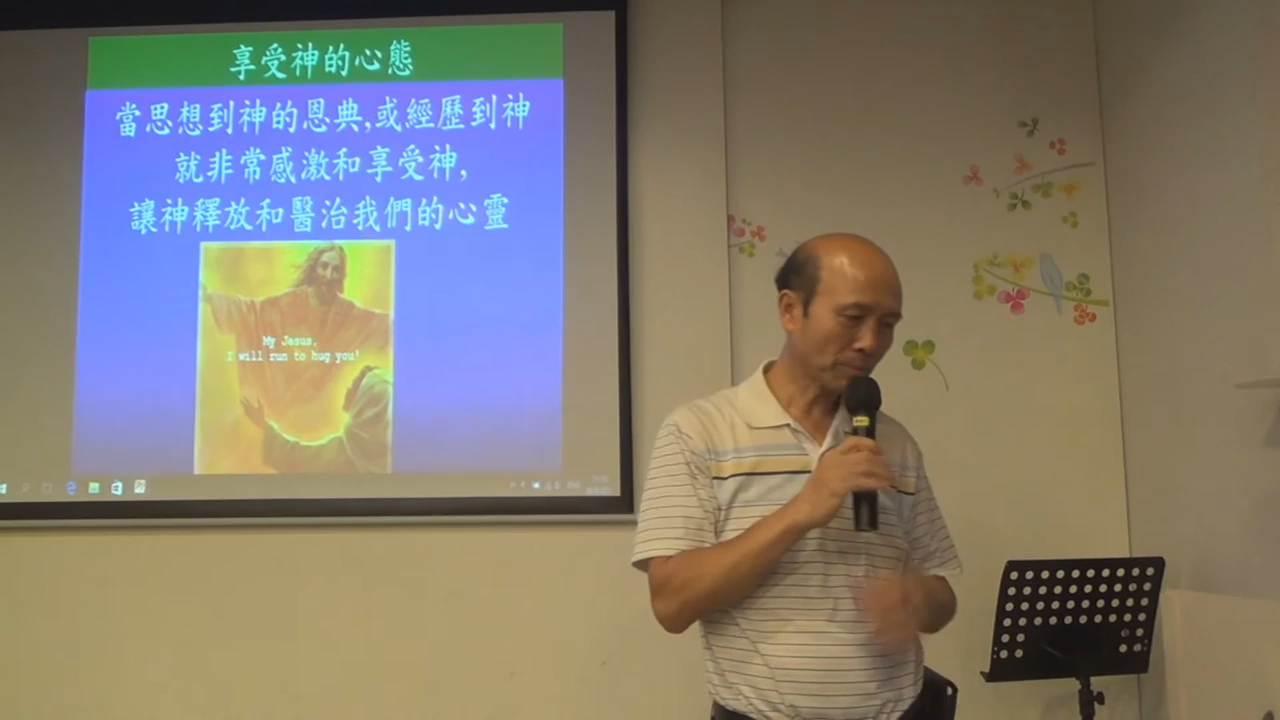 享受神的心態
當思想到神的恩典,或經歷到神
就非常感激和享受神,
讓神釋放和醫治我們的心靈
My Jesus,
I will run to hug you!